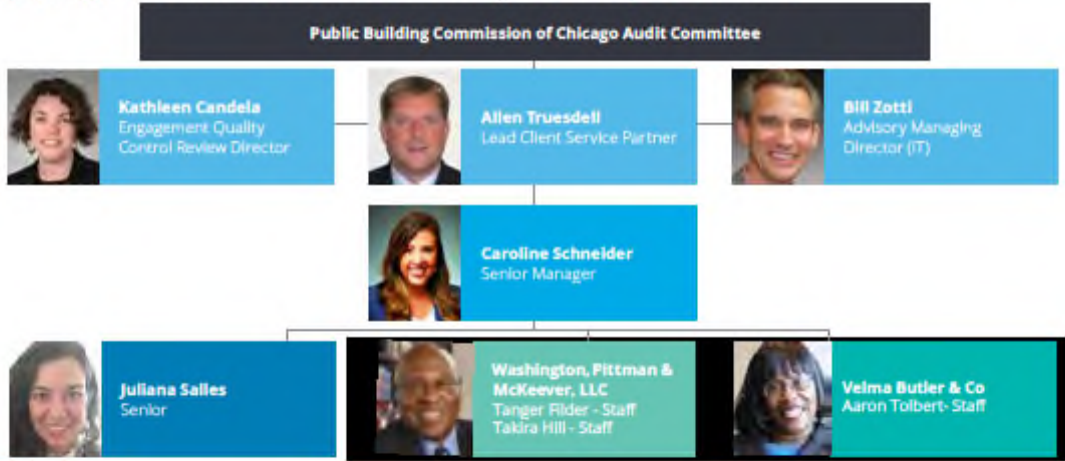 Public Building Commission of Chicago Audit Committee
Kathleen Candela
Engagement Quality
Control Review Director
Allen Truesdell
Lead Client Service Partner
Bill Zotti
Advisory Managing
Director (IT)
Caroline Schneider
Senior Manager
Juliana Salles
Senior
Washington, Pittman &
McKeever, LLC
Tanger Filder - Staff
Takira Hill - Staff
Velma Butler & Co
Aaron Tolbert- Staff